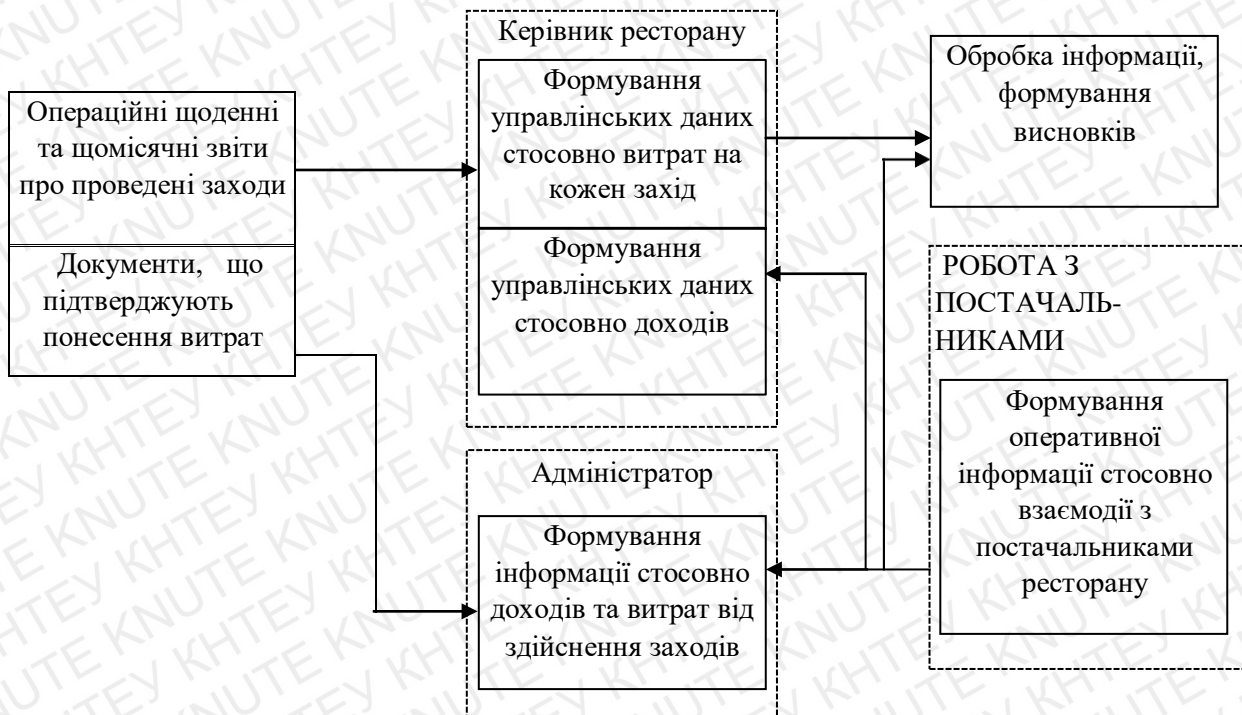 Операційні щоденні
та щомісячні звіти
про проведені заходи
Документи, що
підтверджують
понесення витрат
Керівник ресторану
Формування
управлінських даних
стосовно витрат на
кожен захід
Формування
управлінських даних
стосовно доходів
Адміністратор
Формування
інформації стосовно
доходів та витрат від
здійснення заходів
Обробка інформації,
формування
висновків
РОБОТА З
ПОСТАЧАЛЬ-
НИКАМИ
Формування
оперативної
інформації стосовно
взаємодії з
постачальниками
ресторану